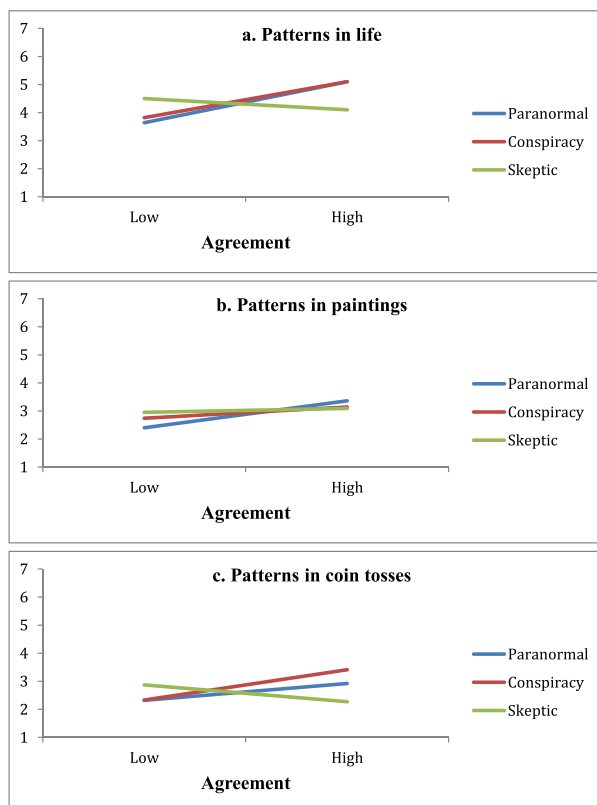 a. Patterns in life
7
6
5
4
3
2
1
Low
High
Agreement
Paranormal
Conspiracy
Skeptic
b. Patterns in paintings
7
6
5
4
3
2
1
Low
High
Agreement
Paranormal
Conspiracy
Skeptic
c. Patterns in coin tosses
7
6
5
4
3
2
1
Low
High
Agreement
Paranormal
Conspiracy
Skeptic